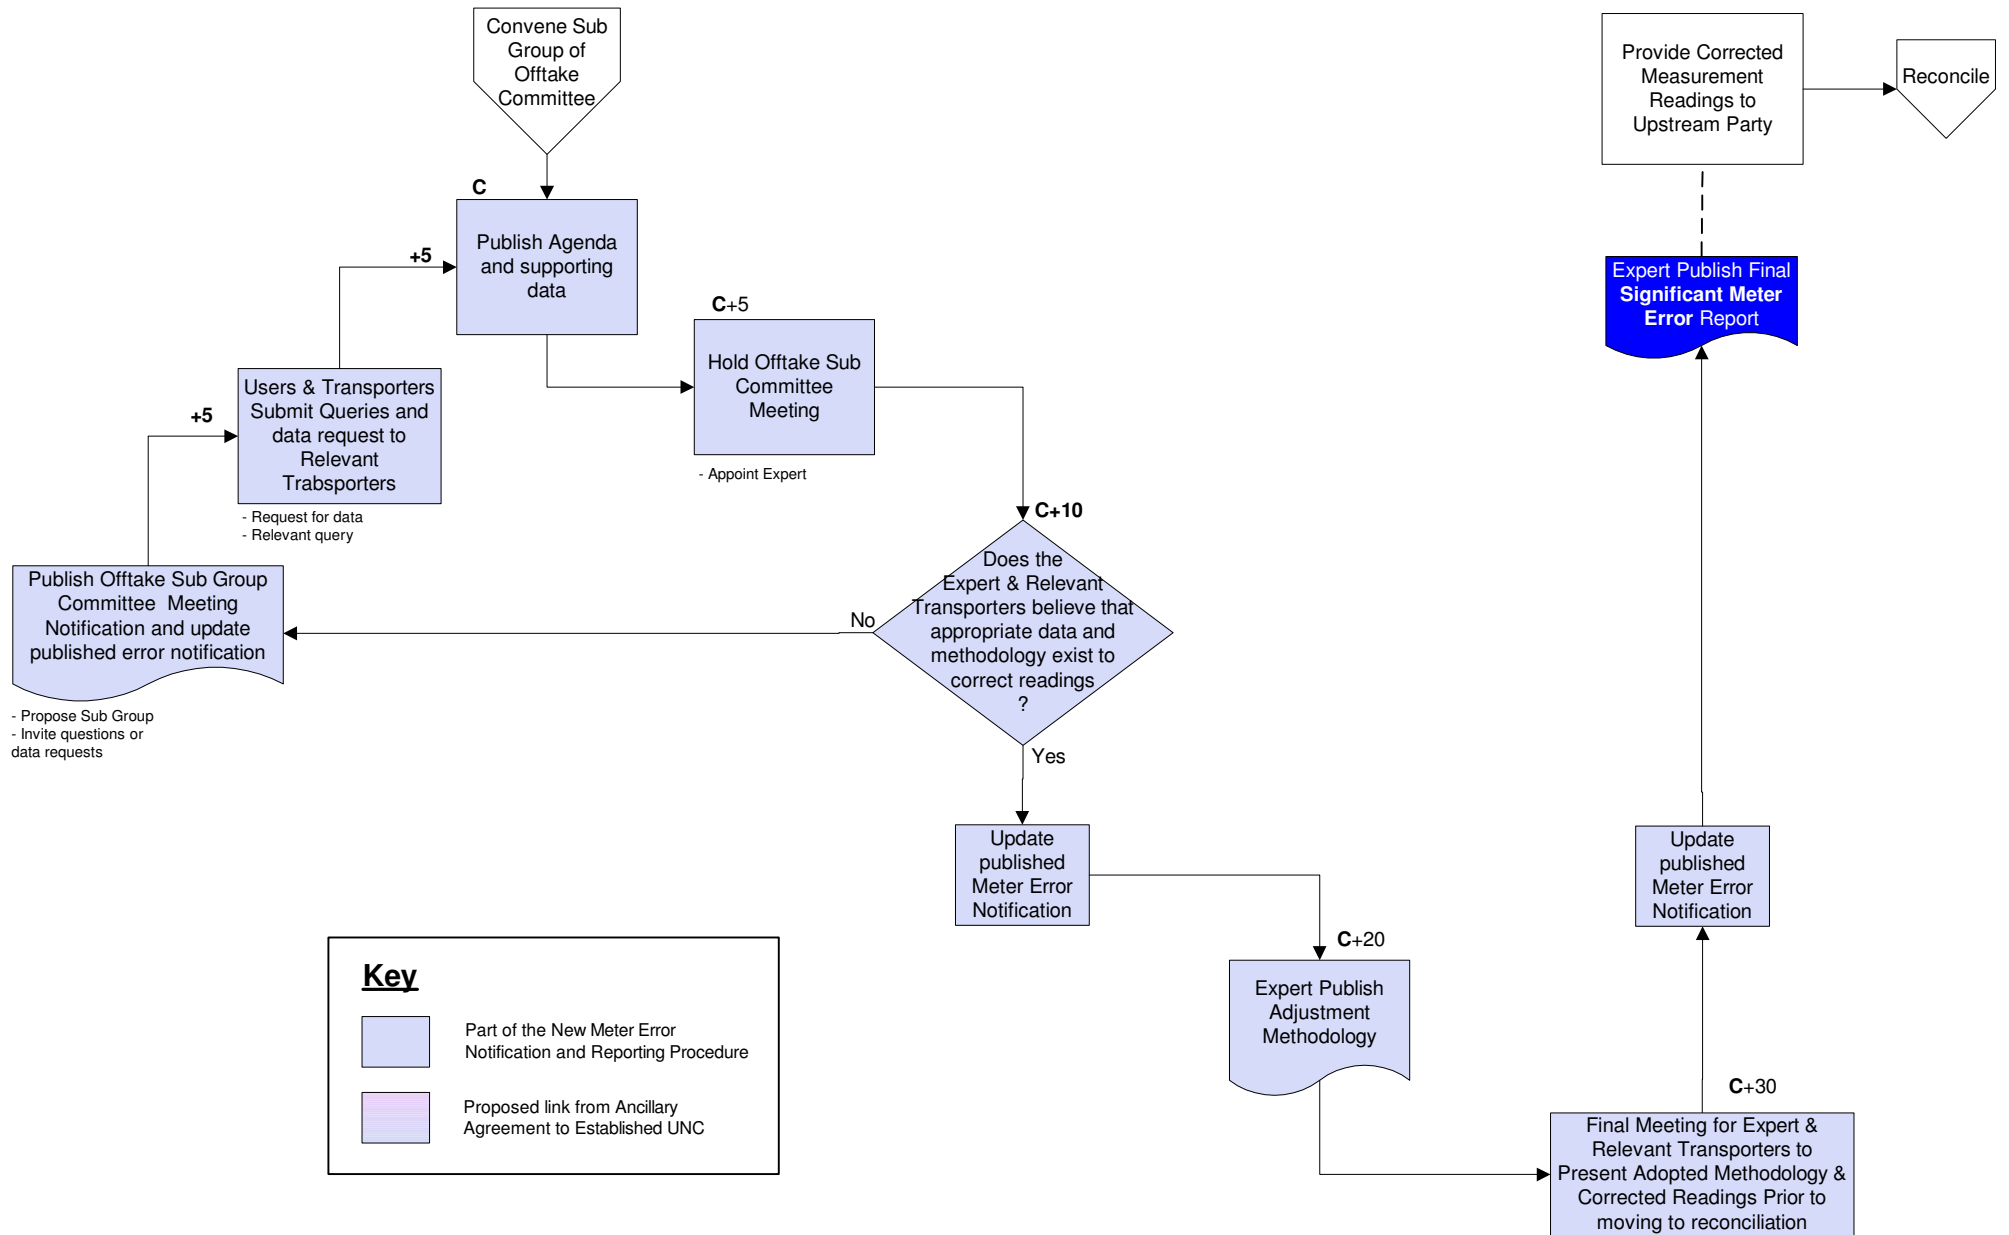 Convene Sub
Group of
Offtake
Committee
C
Publish Agenda
and supporting
data
+5
C+5
Hold Offtake Sub
Committee
Meeting
- Appoint Expert
Users & Transporters
Submit Queries and
data request to
Relevant
Trabsporters
+5
- Request for data
- Relevant query
Publish Offtake Sub Group
Committee Meeting
Notification and update
published error notification
- Propose Sub Group
- Invite questions or
data requests
C+10
Does the
Expert & Relevant
Transporters believe that
appropriate data and
methodology exist to
correct readings
?
No
Yes
Update
published
Meter Error
Notification
C+20
Expert Publish
Adjustment
Methodology
C+30
Final Meeting for Expert &
Relevant Transporters to
Present Adopted Methodology &
Corrected Readings Prior to
moving to reconciliation
Update
published
Meter Error
Notification
Expert Publish Final
Significant Meter
Error Report
Provide Corrected
Measurement
Readings to
Upstream Party
Reconcile
Key
Part of the New Meter Error
Notification and Reporting Procedure
Proposed link from Ancillary
Agreement to Established UNC